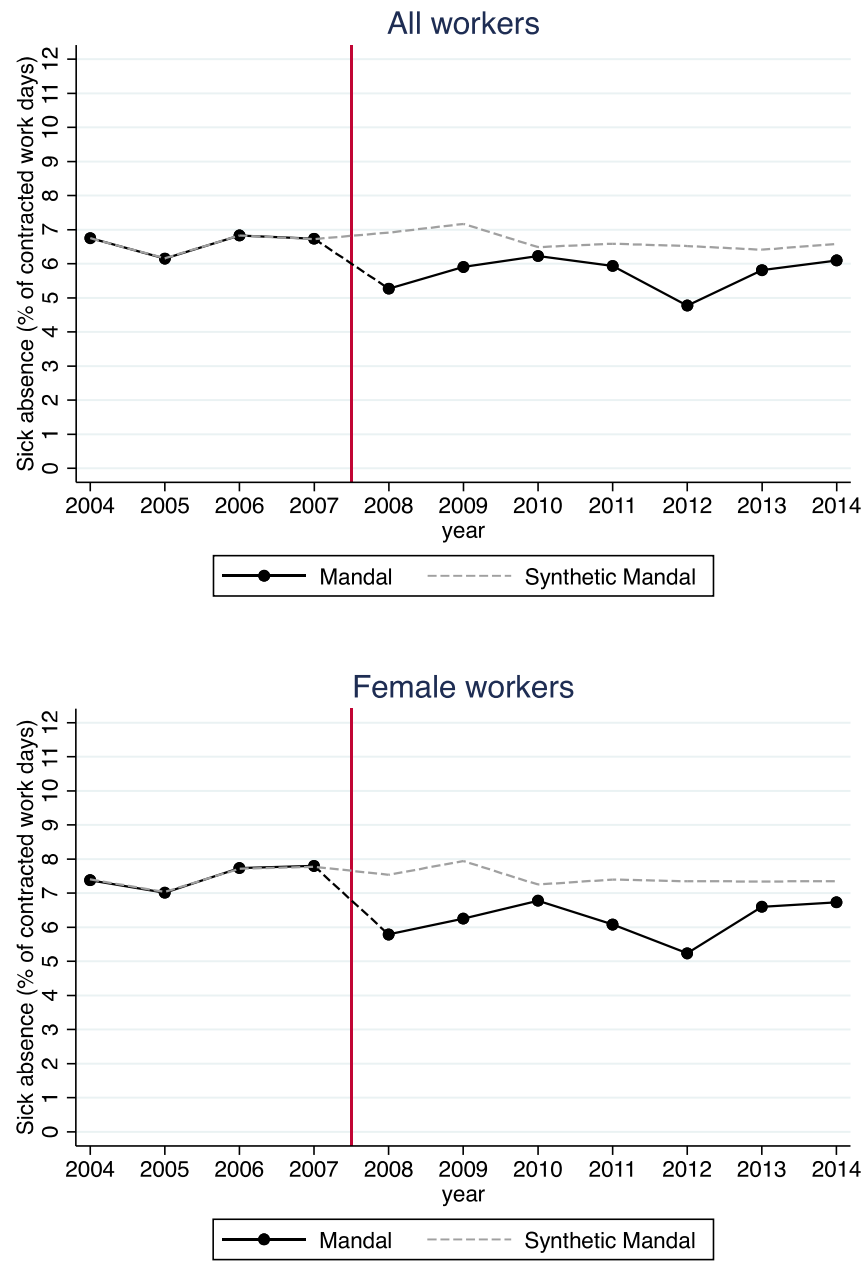 All workers
Sick absence (% of contracted work days)
12
11
10
9
8
7
6
5
4
3
2
1
0
2004 2005 2006 2007 2008 2009 2010 2011 2012 2013 2014
year
Mandal Synthetic Mandal
Female workers
Sick absence (% of contracted work days)
12
11
10
9
8
7
6
5
4
3
2
1
0
2004 2005 2006 2007 2008 2009 2010 2011 2012 2013 2014
year
Mandal Synthetic Mandal